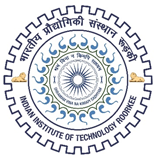 भारतीय प्रौद्योगिकी संस्थान रूड़की
INDIAN INSTITUTE OF TECHNOLOGY ROORKEE